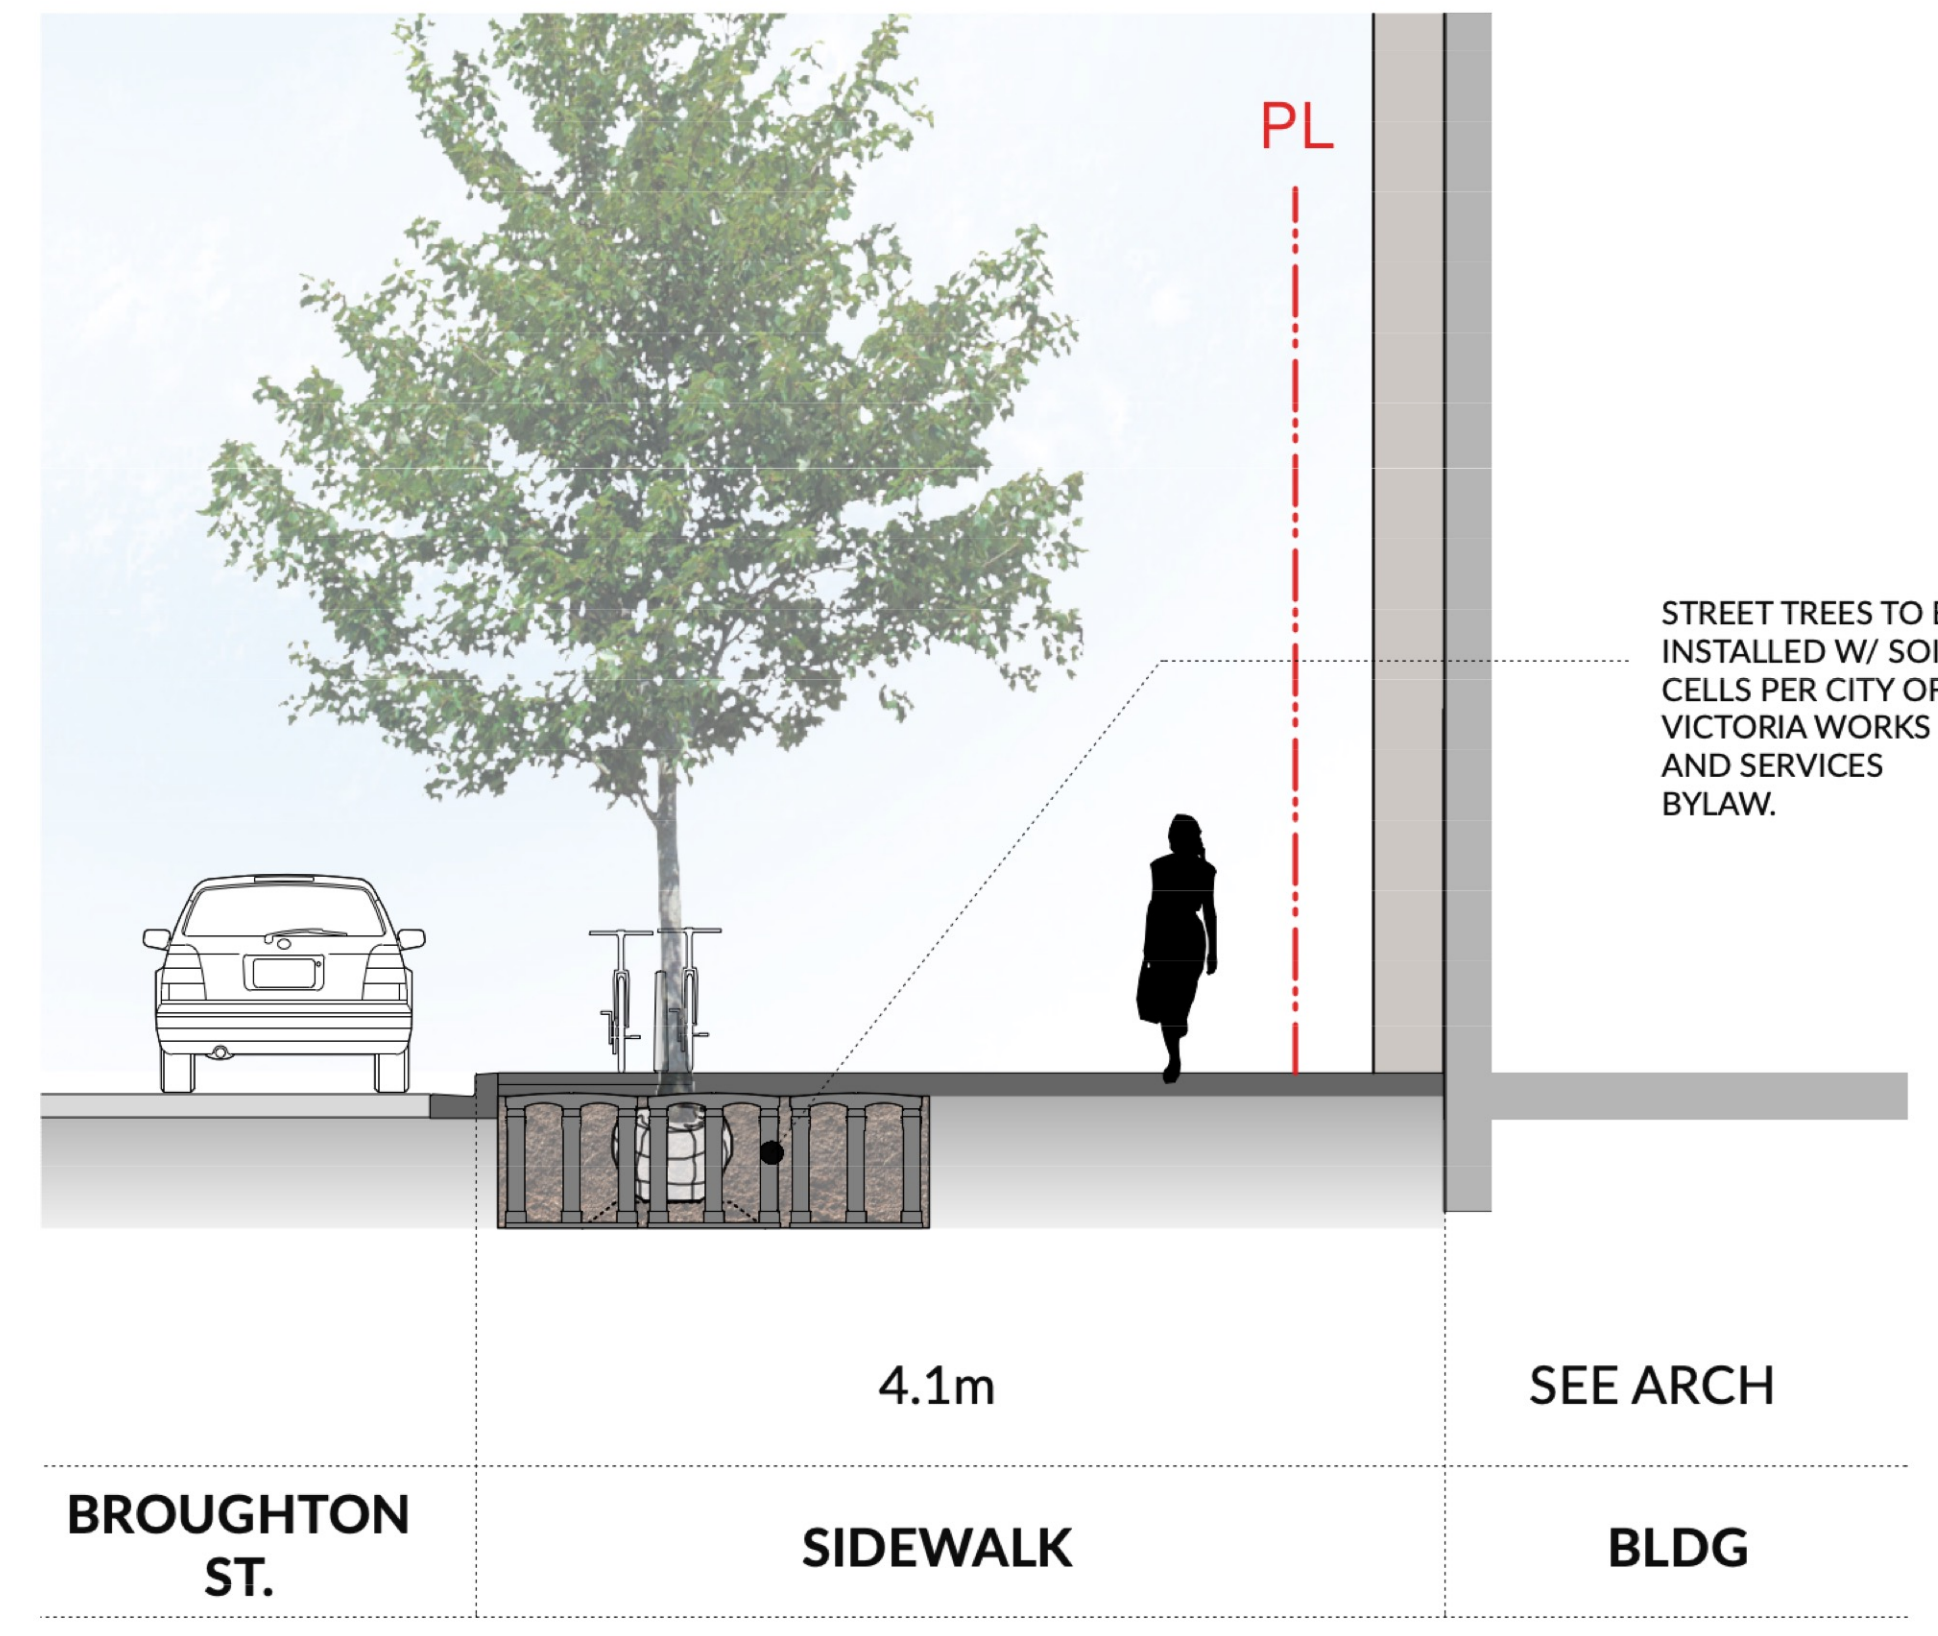 PL
STREET TREES TO
INSTALLED W/
CELLS PER CITY
VICTORIA WORKS
AND SERVICES
BYLAW.
4.1m
SEE ARCH
BROUGHTON
ST.
SIDEWALK
BLDG